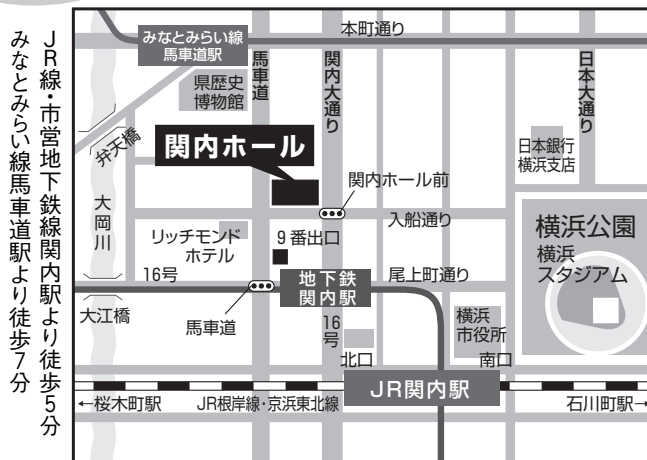 JR線・市営地下鉄線関内駅より徒歩5分
みなとみらい線馬車道駅より徒歩7分
本町通り
みなとみらい線
馬車道駅
馬車道
関内大通り
日本大通り
県歴史
博物館
弁天橋
関内ホール
日本銀行
横浜支店
関内ホール前
大岡川
入船通り
リッチモンド
ホテル
9番出口
横浜公園
横浜
スタジアム
16号
地下鉄
関内駅
尾上町通り
大江橋
馬車道
16号
横浜
市役所
北口
南口
JR関内駅
←桜木町駅
JR根岸線・京浜東北線
石川町駅→